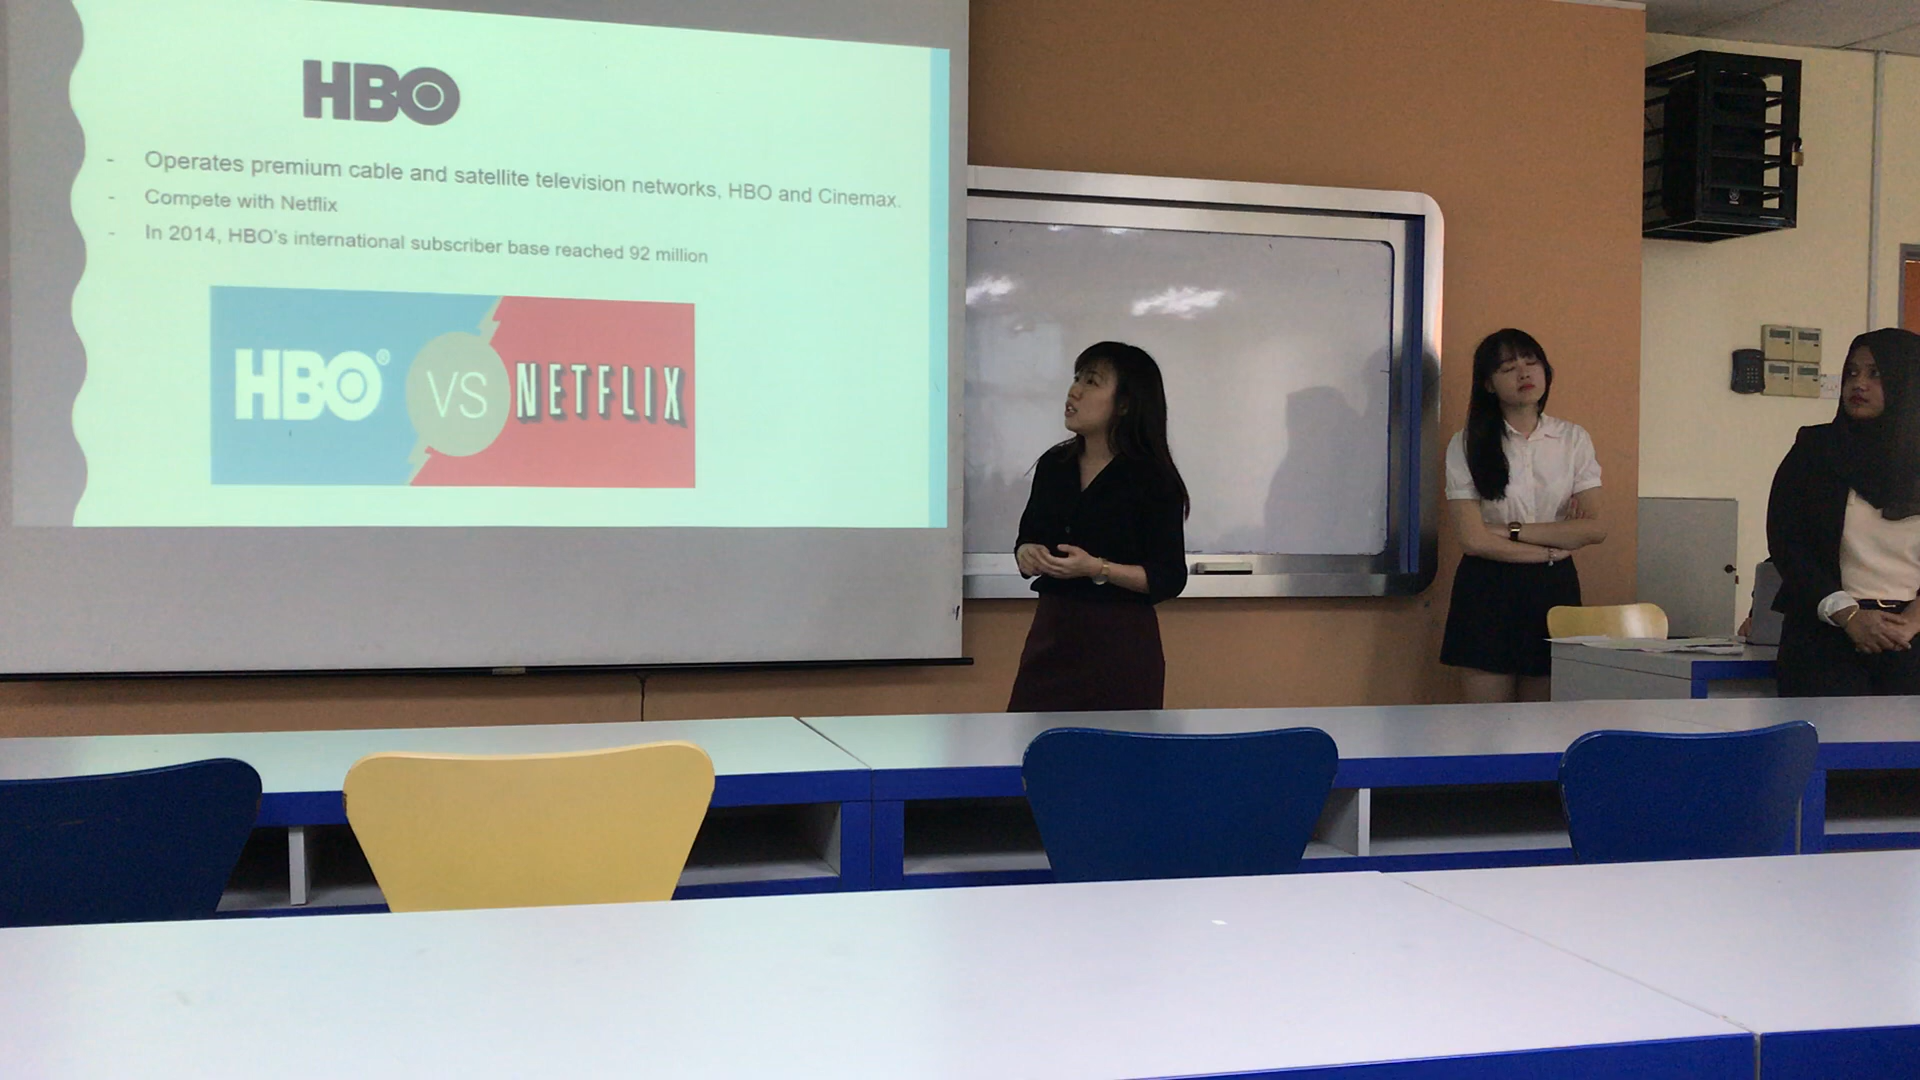 HBO
- Operates premium cable and satellite television networks, HBO and Cinemax.
- Compete with Netflix
- In 2014, HBO's international subscriber base reached 92 million
HBO® VS NETFLIX